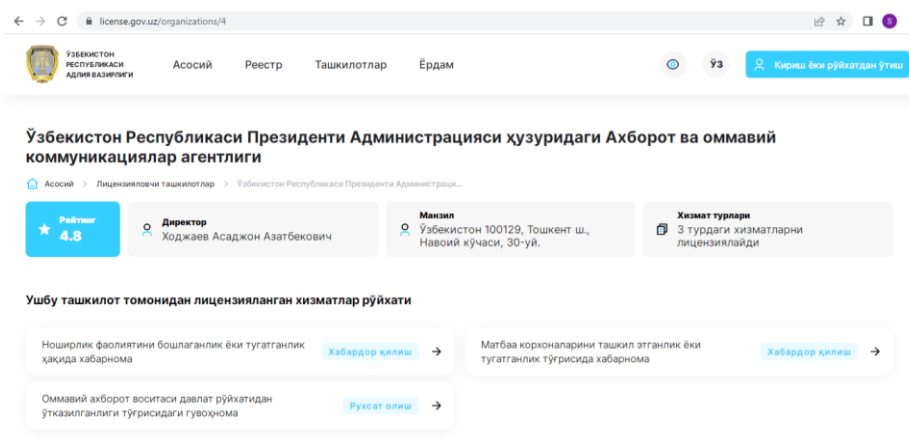 license.gov.uz/organizations/4
S
ЎЗБЕКИСТОН
РЕСПУБЛИКАСИ
АДЛИЯ ВАЗИРЛИГИ
Асосий Реестр Ташкилотлар Ёрдам
ЎЗ Кириш ёки рўйхатдан ўтиш
Ўзбекистон Республикаси Президенти Администрацияси ҳузуридаги Ахборот ва оммавий
коммуникациялар агентлиги
Асосий > Лицензияловчи ташкилотлар > Ўзбекистон Республикаси Президенти Администраци...
Рейтинг
4.8
Директор
Ходжаев Асаджон Азатбекович
Манзил
Ўзбекистон 100129, Тошкент ш.,
Навоий кўчаси, 30-уй.
Хизмат турлари
3 турдаги хизматларни
лицензиялайди
Ушбу ташкилот томонидан лицензияланган хизматлар рўйхати
Ноширлик фаолиятини бошлаганлик ёки тугатганлик
ҳақида хабарнома
Хабардор қилиш →
Матбаа корхоналарини ташкил этганлик ёки
тугатганлик тўғрисида хабарнома
Хабардор қилиш →
Оммавий ахборот воситаси давлат рўйхатидан
ўтказилганлиги тўғрисидаги гувоҳнома
Рухсат олиш →